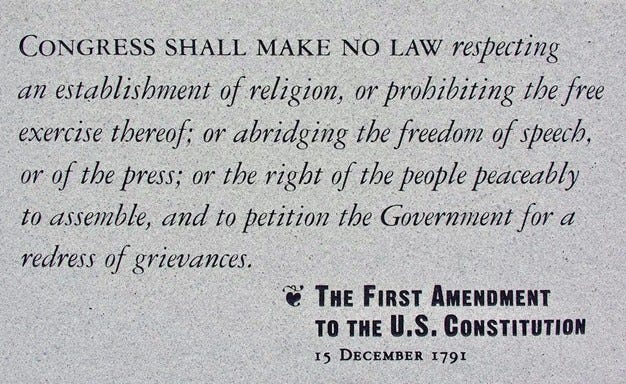 CONGRESS SHALL MAKE NO LAW respecting
an establishment of religion, or prohibiting the free
exercise thereof; or abridging the freedom of speech,
or of the press; or the right of the people peaceably
to assemble, and to petition the Government for a
redress of grievances.
❦ THE FIRST AMENDMENT
TO THE U.S. CONSTITUTION
15 DECEMBER 1791